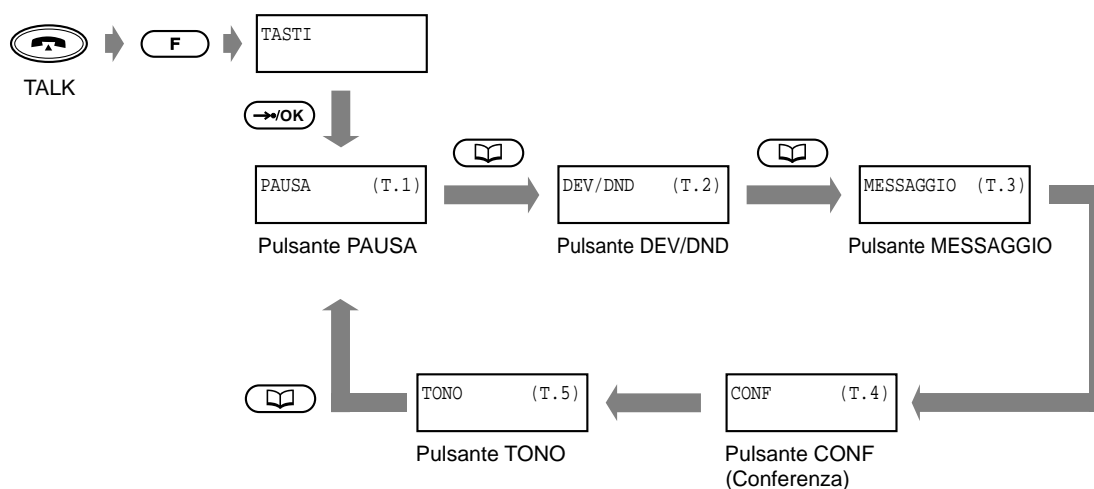 F
TASTI
TALK
/OK
PAUSA (T.1)
DEV/DND (T.2)
MESSAGGIO (T.3)
Pulsante PAUSA
Pulsante DEV/DND
Pulsante MESSAGGIO
TONO (T.5)
CONF (T.4)
Pulsante TONO
Pulsante CONF
(Conferenza)